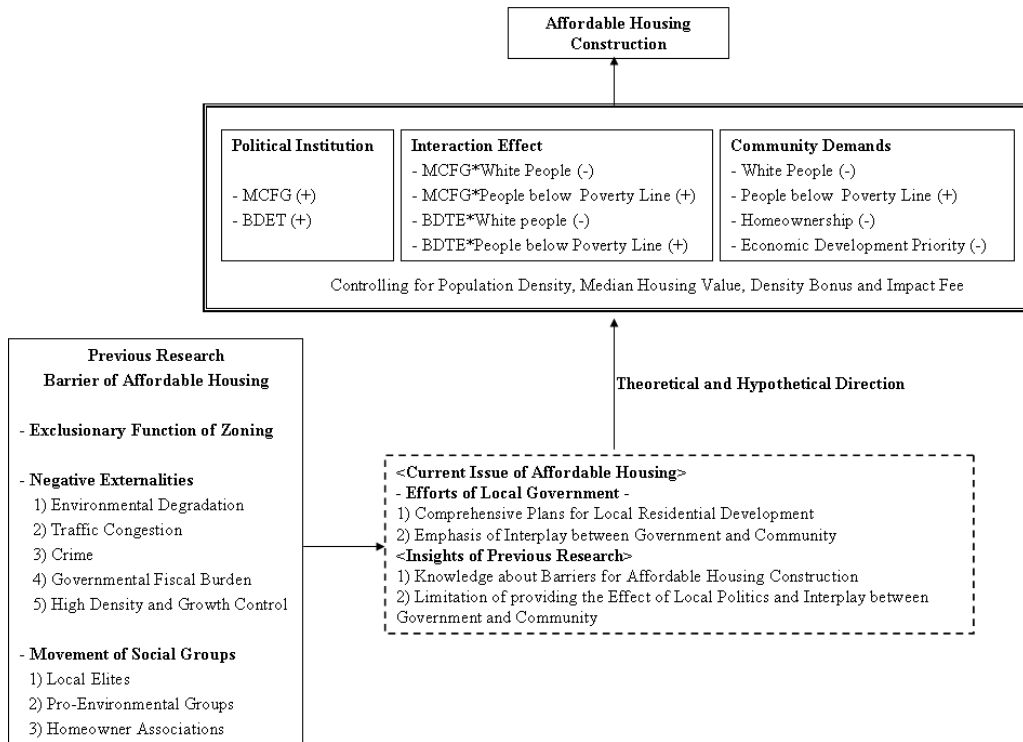 Affordable Housing
Construction
Political Institution
- MCFG (+)
- BDET (+)
Interaction Effect
- MCFG*White People (-)
- MCFG*People below Poverty Line (+)
- BDTE*White people (-)
- BDTE*People below Poverty Line (+)
Community Demands
- White People (-)
- People below Poverty Line (+)
- Homeownership (-)
- Economic Development Priority (-)
Controlling for Population Density, Median Housing Value, Density Bonus and Impact Fee
Theoretical and Hypothetical Direction
Previous Research
Barrier of Affordable Housing
- Exclusionary Function of Zoning
- Negative Externalities
1) Environmental Degradation
2) Traffic Congestion
3) Crime
4) Governmental Fiscal Burden
5) High Density and Growth Control
- Movement of Social Groups
1) Local Elites
2) Pro-Environmental Groups
3) Homeowner Associations
<Current Issue of Affordable Housing>
- Efforts of Local Government -
1) Comprehensive Plans for Local Residential Development
2) Emphasis of Interplay between Government and Community
<Insights of Previous Research>
1) Knowledge about Barriers for Affordable Housing Construction
2) Limitation of providing the Effect of Local Politics and Interplay between
Government and Community